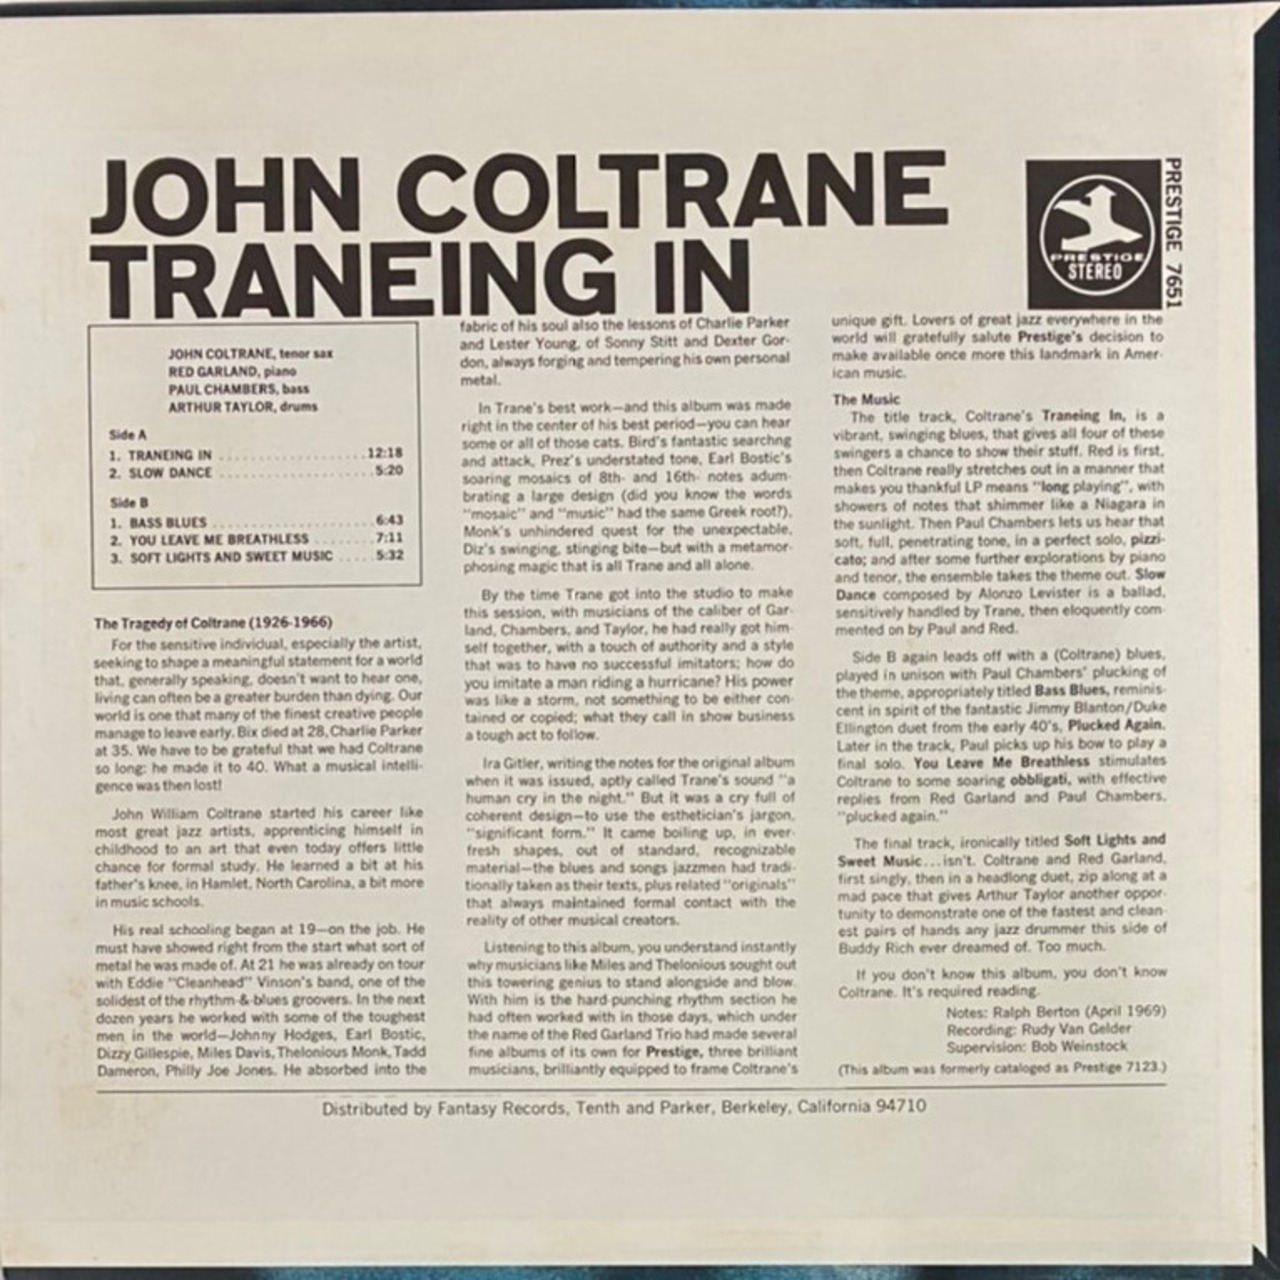 JOHN COLTRANE
TRANEING IN
PRESTIGE
STEREO
PRESTIGE 7651
JOHN COLTRANE, tenor sax
RED GARLAND, piano
PAUL CHAMBERS, bass
ARTHUR TAYLOR, drums
Side A
1. TRANEING IN ................. 12:18
2. SLOW DANCE ................. 5:20
Side B
1. BASS BLUES ................. 6:43
2. YOU LEAVE ME BREATHLESS ........ 7:11
3. SOFT LIGHTS AND SWEET MUSIC ..... 5:32
The Tragedy of Coltrane (1926-1966)
For the sensitive individual, especially the artist,
seeking to shape a meaningful statement for a world
that, generally speaking, doesn't want to hear one,
living can often be a greater burden than dying. Our
world is one that many of the finest creative people
manage to leave early. Bix died at 28, Charlie Parker
at 35. We have to be grateful that we had Coltrane
so long: he made it to 40. What a musical intelli-
gence was then lost!
John William Coltrane started his career like
most great jazz artists, apprenticing himself in
childhood to an art that even today offers little
chance for formal study. He learned a bit at his
father's knee, in Hamlet, North Carolina, a bit more
in music schools.
His real schooling began at 19—on the job. He
must have showed right from the start what sort of
metal he was made of. At 21 he was already on tour
with Eddie "Cleanhead" Vinson's band, one of the
solidest of the rhythm-&-blues groovers. In the next
dozen years he worked with some of the toughest
men in the world—Johnny Hodges, Earl Bostic,
Dizzy Gillespie, Miles Davis, Thelonious Monk, Tadd
Dameron, Philly Joe Jones. He absorbed into the
fabric of his soul also the lessons of Charlie Parker
and Lester Young, of Sonny Stitt and Dexter Gor-
don, always forging and tempering his own personal
metal.
In Trane's best work—and this album was made
right in the center of his best period—you can hear
some or all of those cats. Bird's fantastic searchng
and attack, Prez's understated tone, Earl Bostic's
soaring mosaics of 8th- and 16th- notes adum-
brating a large design (did you know the words
"mosaic" and "music" had the same Greek root?),
Monk's unhindered quest for the unexpectable,
Diz's swinging, stinging bite—but with a metamor-
phosing magic that is all Trane and all alone.
By the time Trane got into the studio to make
this session, with musicians of the caliber of Gar-
land, Chambers, and Taylor, he had really got him-
self together, with a touch of authority and a style
that was to have no successful imitators; how do
you imitate a man riding a hurricane? His power
was like a storm, not something to be either con-
tained or copied; what they call in show business
a tough act to follow.
Ira Gitler, writing the notes for the original album
when it was issued, aptly called Trane's sound "a
human cry in the night." But it was a cry full of
coherent design—to use the esthetician's jargon,
"significant form." It came boiling up, in ever-
fresh shapes, out of standard, recognizable
material—the blues and songs jazzmen had tradi-
tionally taken as their texts, plus related "originals"
that always maintained formal contact with the
reality of other musical creators.
Listening to this album, you understand instantly
why musicians like Miles and Thelonious sought out
this towering genius to stand alongside and blow.
With him is the hard-punching rhythm section he
had often worked with in those days, which under
the name of the Red Garland Trio had made several
fine albums of its own for Prestige, three brilliant
musicians, brilliantly equipped to frame Coltrane's
unique gift. Lovers of great jazz everywhere in the
world will gratefully salute Prestige's decision to
make available once more this landmark in Amer-
ican music.
The Music
The title track, Coltrane's Traneing In, is a
vibrant, swinging blues, that gives all four of these
swingers a chance to show their stuff. Red is first,
then Coltrane really stretches out in a manner that
makes you thankful LP means "long playing", with
showers of notes that shimmer like a Niagara in
the sunlight. Then Paul Chambers lets us hear that
soft, full, penetrating tone, in a perfect solo, pizzi-
cato; and after some further explorations by piano
and tenor, the ensemble takes the theme out. Slow
Dance composed by Alonzo Levister is a ballad,
sensitively handled by Trane, then eloquently com-
mented on by Paul and Red.
Side B again leads off with a (Coltrane) blues,
played in unison with Paul Chambers' plucking of
the theme, appropriately titled Bass Blues, reminis-
cent in spirit of the fantastic Jimmy Blanton/Duke
Ellington duet from the early 40's, Plucked Again.
Later in the track, Paul picks up his bow to play a
final solo. You Leave Me Breathless stimulates
Coltrane to some soaring obbligati, with effective
replies from Red Garland and Paul Chambers,
"plucked again."
The final track, ironically titled Soft Lights and
Sweet Music...isn't. Coltrane and Red Garland,
first singly, then in a headlong duet, zip along at a
mad pace that gives Arthur Taylor another oppor-
tunity to demonstrate one of the fastest and clean-
est pairs of hands any jazz drummer this side of
Buddy Rich ever dreamed of. Too much.
If you don't know this album, you don't know
Coltrane. It's required reading.
Notes: Ralph Berton (April 1969)
Recording: Rudy Van Gelder
Supervision: Bob Weinstock
(This album was formerly cataloged as Prestige 7123.)
Distributed by Fantasy Records, Tenth and Parker, Berkeley, California 94710